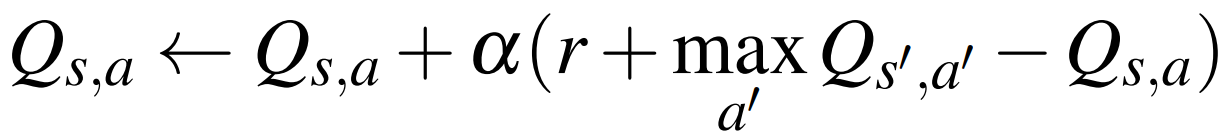 Q_{s,a} ← Q_{s,a} + α(r + max_{a′} Q_{s′,a′} − Q_{s,a})